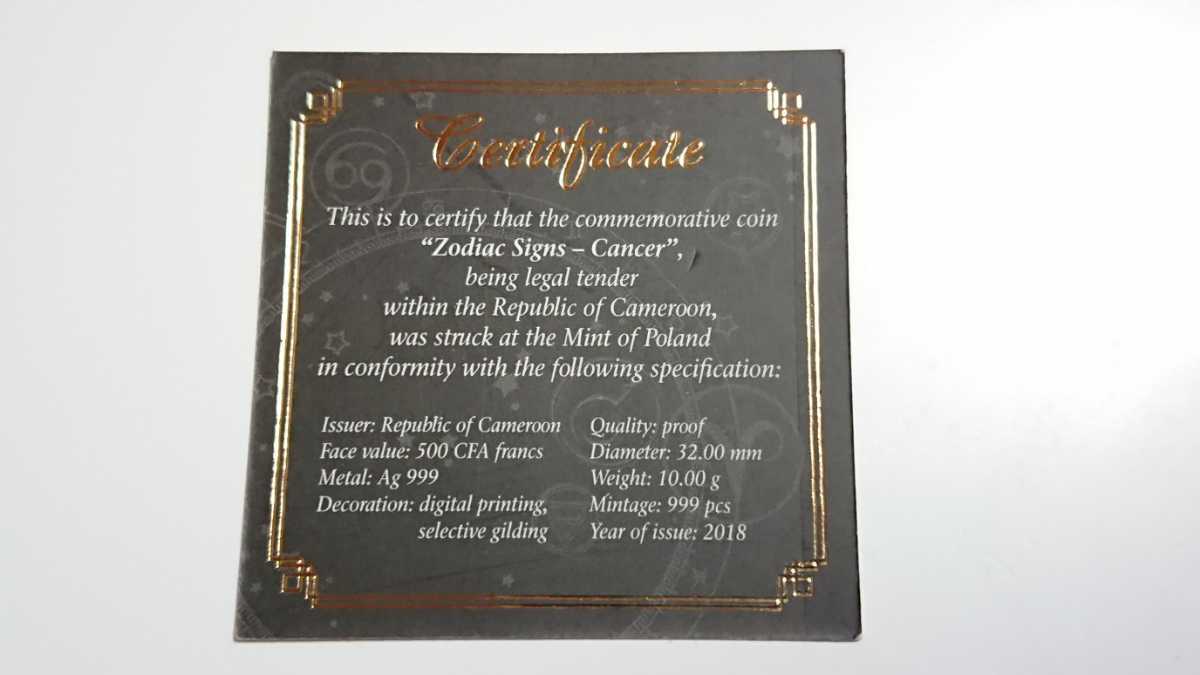 Certificate
This is to certify that the commemorative coin
“Zodiac Signs – Cancer”,
being legal tender
within the Republic of Cameroon,
was struck at the Mint of Poland
in conformity with the following specification:
Issuer: Republic of Cameroon
Face value: 500 CFA francs
Metal: Ag 999
Decoration: digital printing,
selective gilding
Quality: proof
Diameter: 32.00 mm
Weight: 10.00 g
Mintage: 999 pcs
Year of issue: 2018